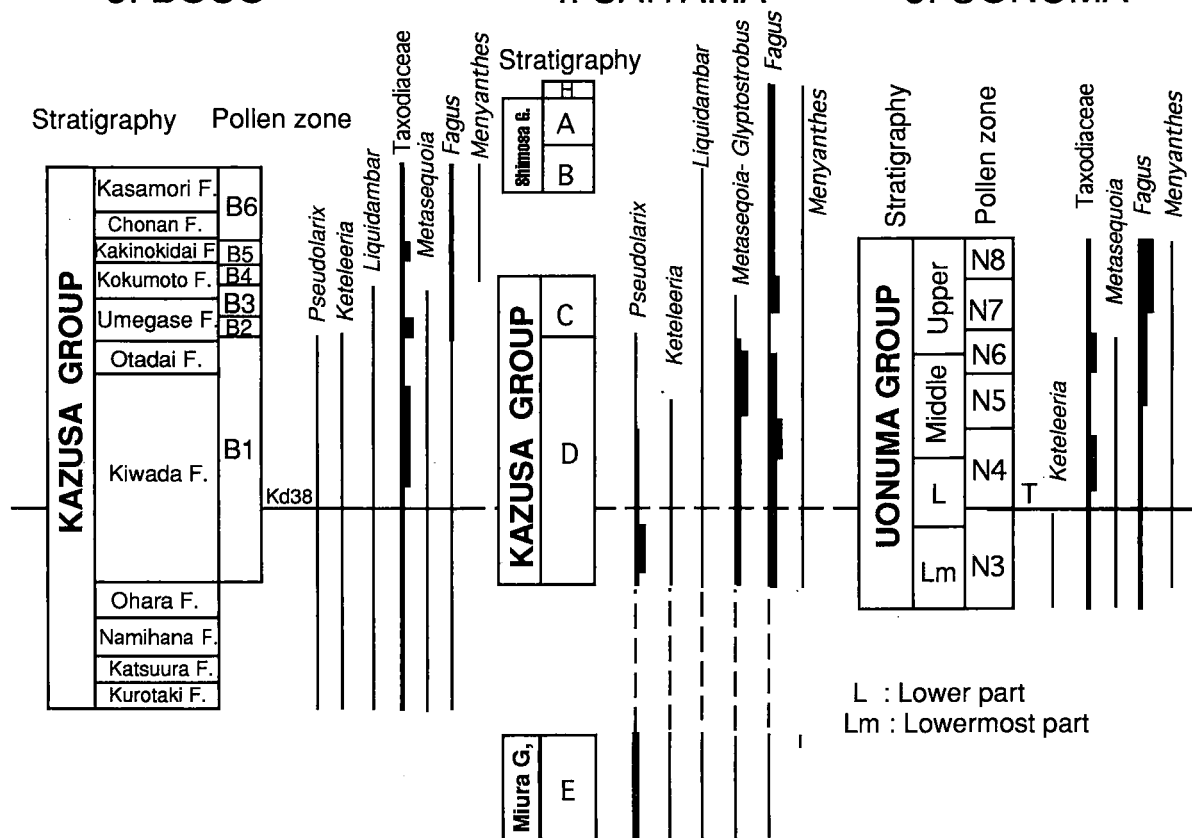 Stratigraphy
Pollen zone
Pseudolarix
Keteleeria
Liquidambar
Taxodiaceae
Metasequoia
Fagus
Menyanthes
KAZUSA GROUP
Kasamori F.
Chonan F.
Kakinokidai F
Kokumoto F.
Umegase F.
Otadai F.
Kiwada F.
Ohara F.
Namihana F.
Katsuura F.
Kurotaki F.
B6
B5
B4
B3
B2
B1
Kd38
Stratigraphy
Pseudolarix
Keteleeria
Liquidambar
Metaseqoia- Glyptostrobus
Fagus
Menyanthes
Shimosa G.
H
A
B
KAZUSA GROUP
C
D
Miura G,
E
Stratigraphy
Pollen zone
Keteleeria
Taxodiaceae
Metasequoia
Fagus
Menyanthes
UONUMA GROUP
Upper
Middle
L
Lm
N8
N7
N6
N5
N4
N3
T
L : Lower part
Lm : Lowermost part